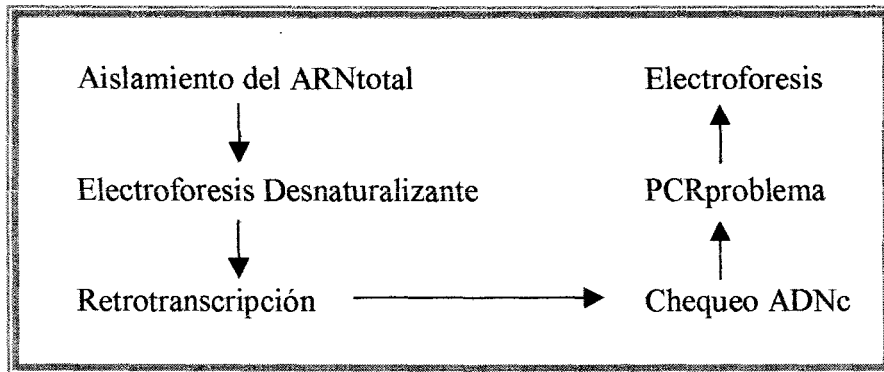 Aislamiento del ARNtotal
Electroforesis Desnaturalizante
Retrotranscripción
Chequeo ADNc
PCRproblema
Electroforesis